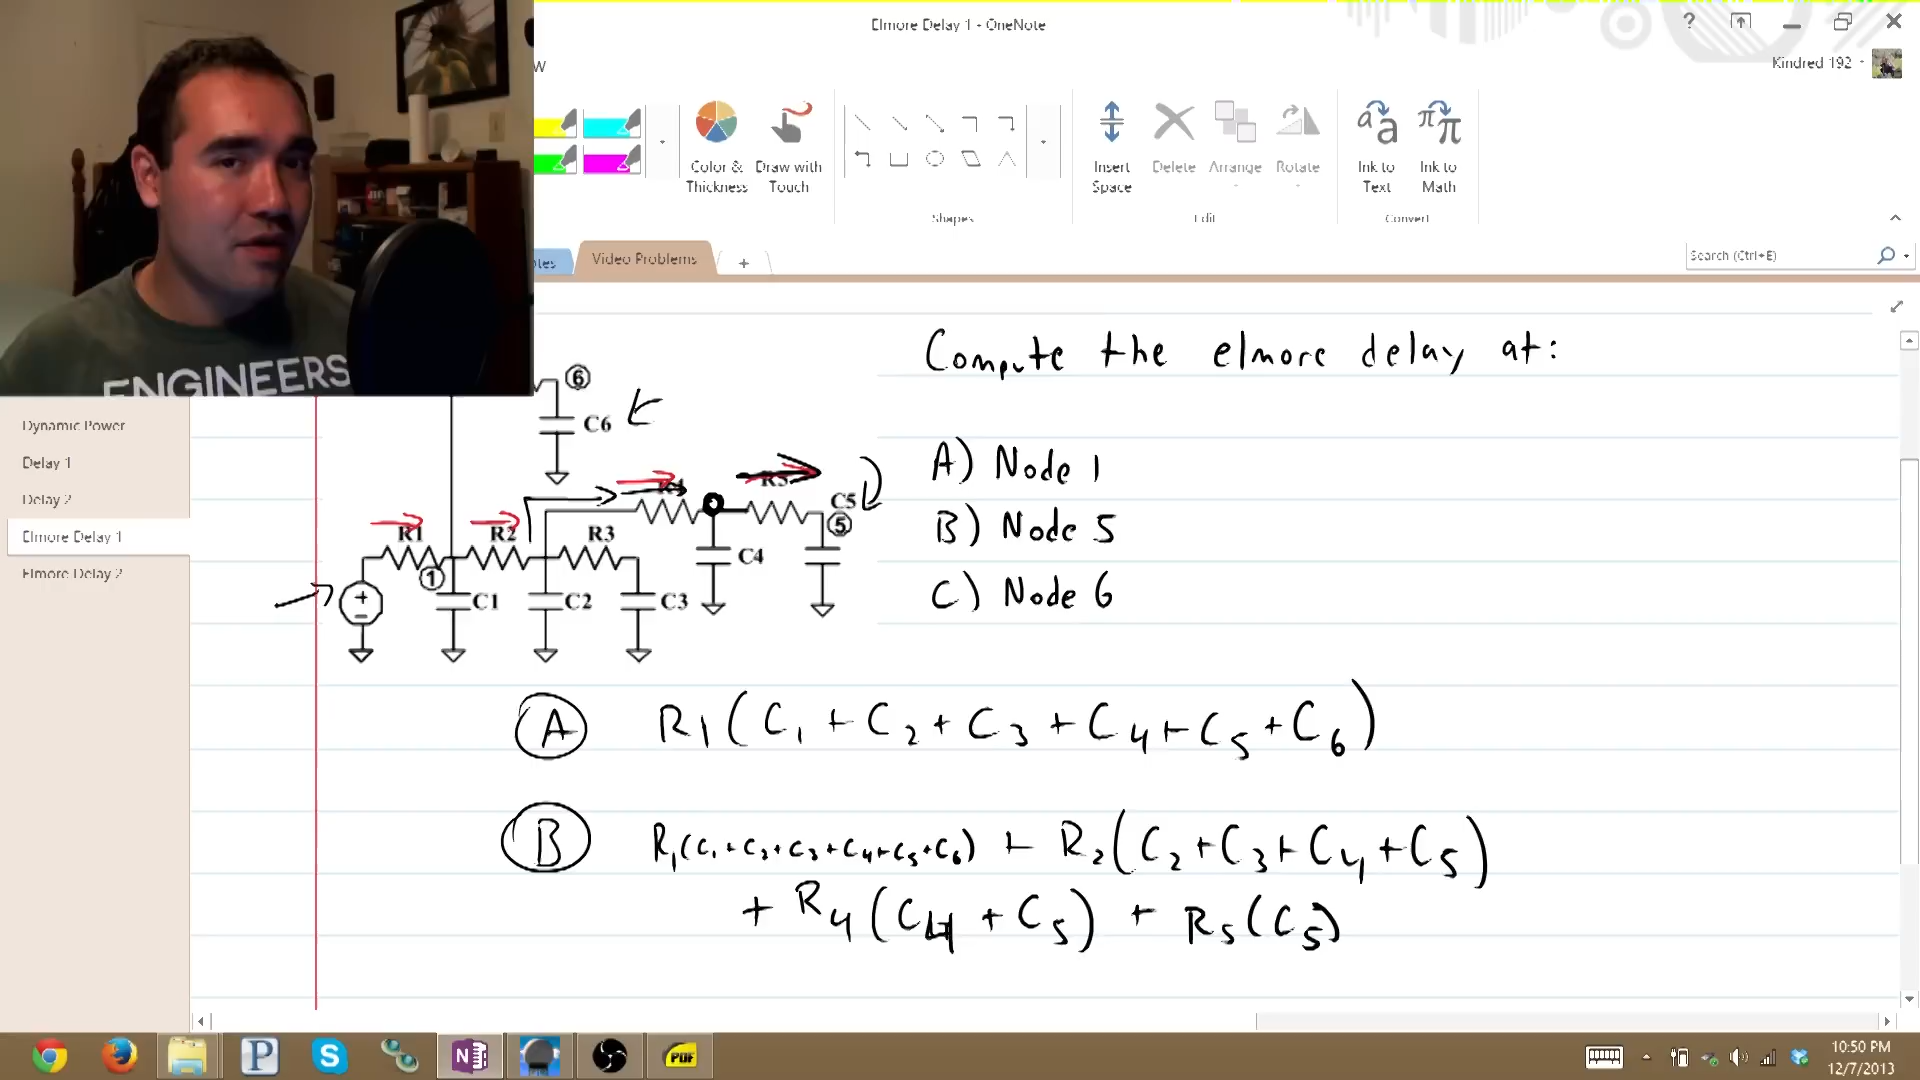 Elmore Delay 1 - OneNote
?
W
Kindred 192
Color & Thickness
Draw with Touch
Insert Space
Delete
Arrange
Rotate
Ink to Text
Ink to Math
Shapes
Edit
Convert
Video Problems
+
Search (Ctrl+E)
ENGINEERS
Dynamic Power
Delay 1
Delay 2
Elmore Delay 1
Elmore Delay 2
Compute the elmore delay at:
A) Node 1
B) Node 5
C) Node 6
6
C6
R4
R5
C5
5
R1
R2
R3
C4
1
C1
C2
C3
A R1(C1 + C2 + C3 + C4 + C5 + C6)
B R1(C1+C2+C3+C4+C5+C6) + R2(C2+C3+C4+C5)
+ R4(C4 + C5) + R5(C5)
P
S
N
PDF
10:50 PM
12/7/2013